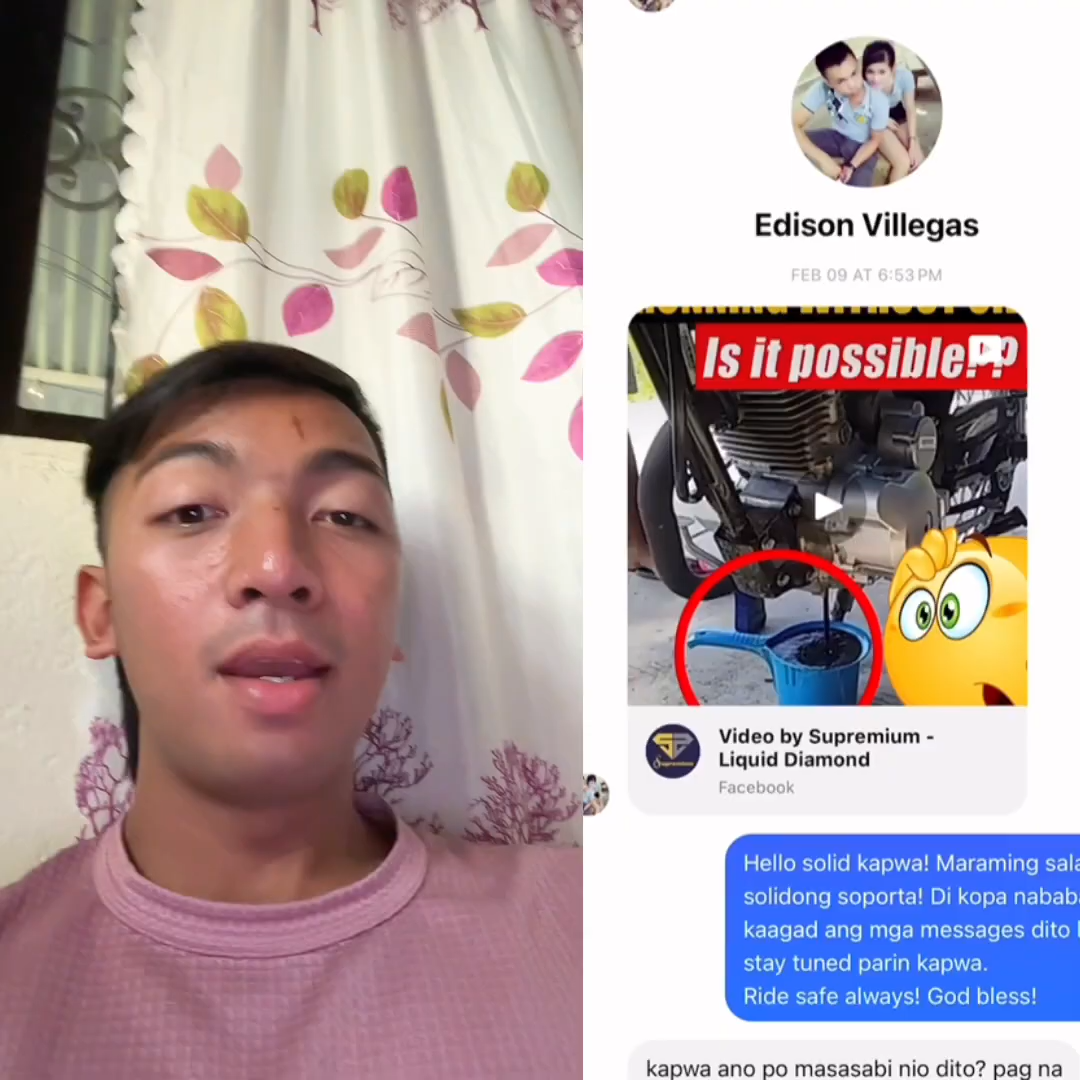 Edison Villegas
FEB 09 AT 6:53 PM
Is it possible!??
Supremium
Video by Supremium -
Liquid Diamond
Facebook
Hello solid kapwa! Maraming
solidong soporta! Di kopa
kaagad ang mga messages dito
stay tuned parin kapwa.
Ride safe always! God bless!
kapwa ano po masasabi nio dito? pag na